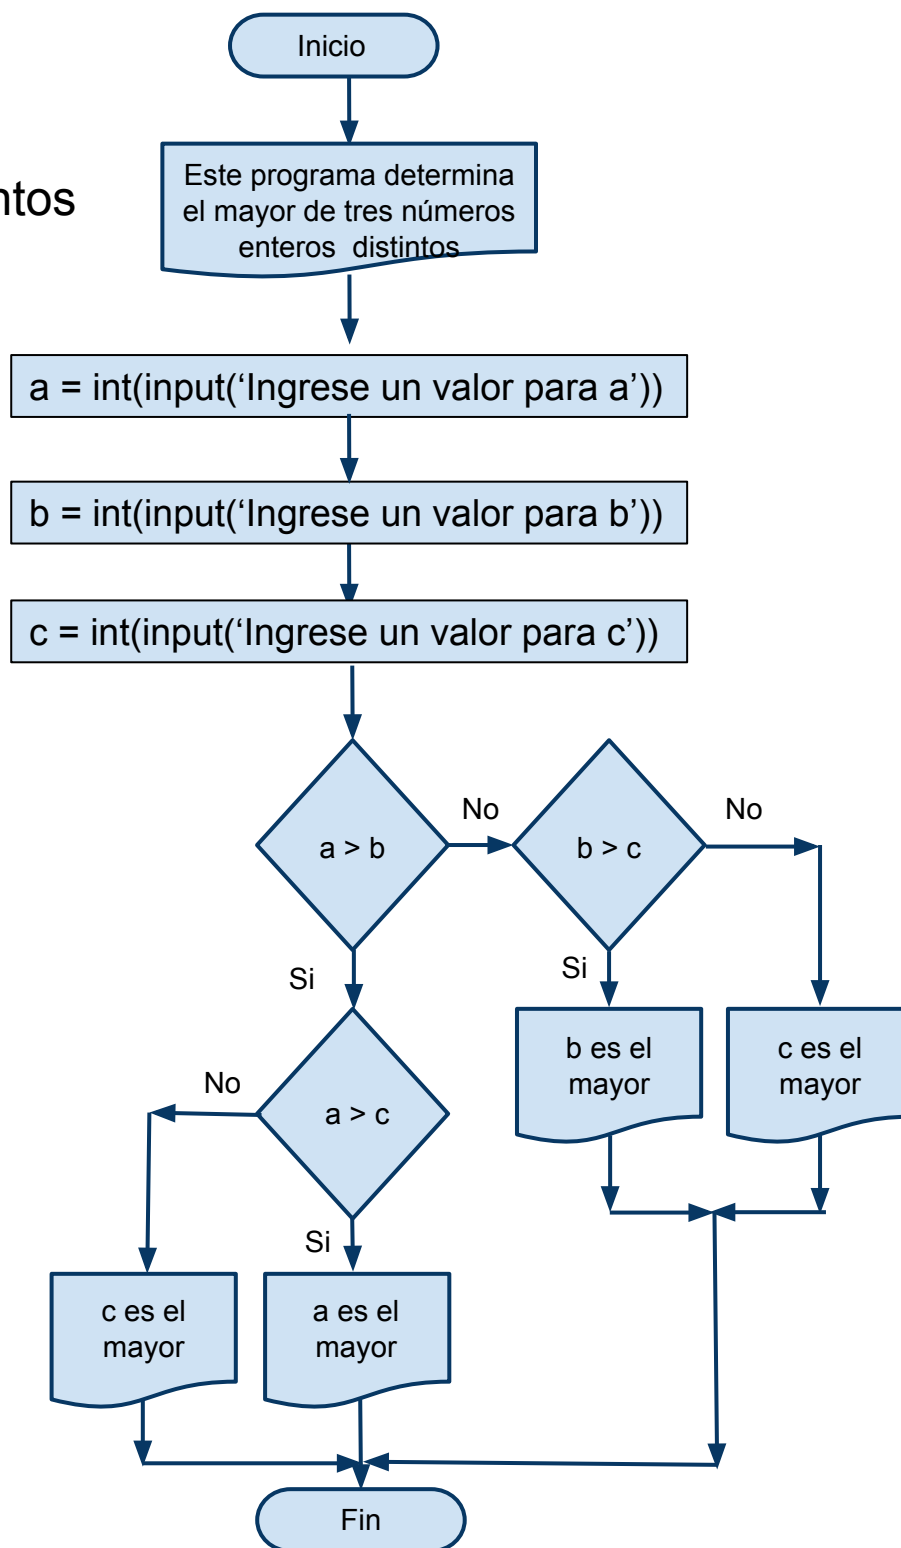 Inicio
Este programa determina
el mayor de tres números
enteros distintos
a = int(input(‘Ingrese un valor para a’))
b = int(input(‘Ingrese un valor para b’))
c = int(input(‘Ingrese un valor para c’))
a > b
No
b > c
No
Si
Si
b es el
mayor
c es el
mayor
No
a > c
Si
c es el
mayor
a es el
mayor
Fin